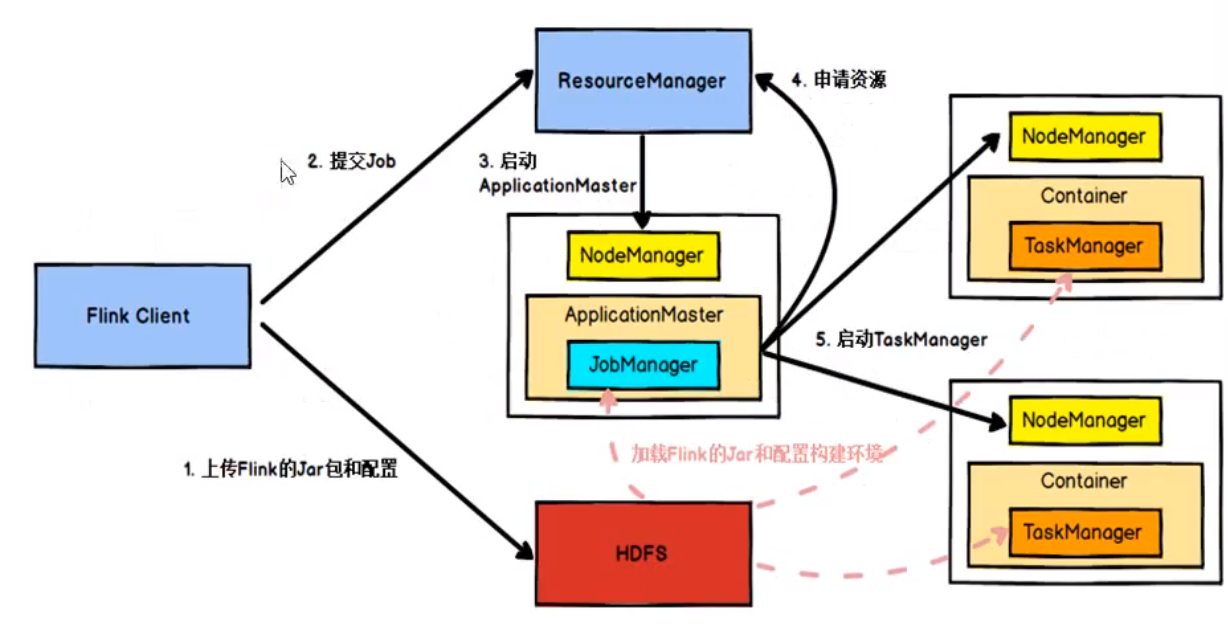 ResourceManager
4. 申请资源
NodeManager
2. 提交Job
3. 启动
ApplicationMaster
Container
TaskManager
NodeManager
Flink Client
ApplicationMaster
JobManager
5. 启动TaskManager
NodeManager
1. 上传Flink的Jar包和配置
加载Flink的Jar和配置构建环境
Container
TaskManager
HDFS